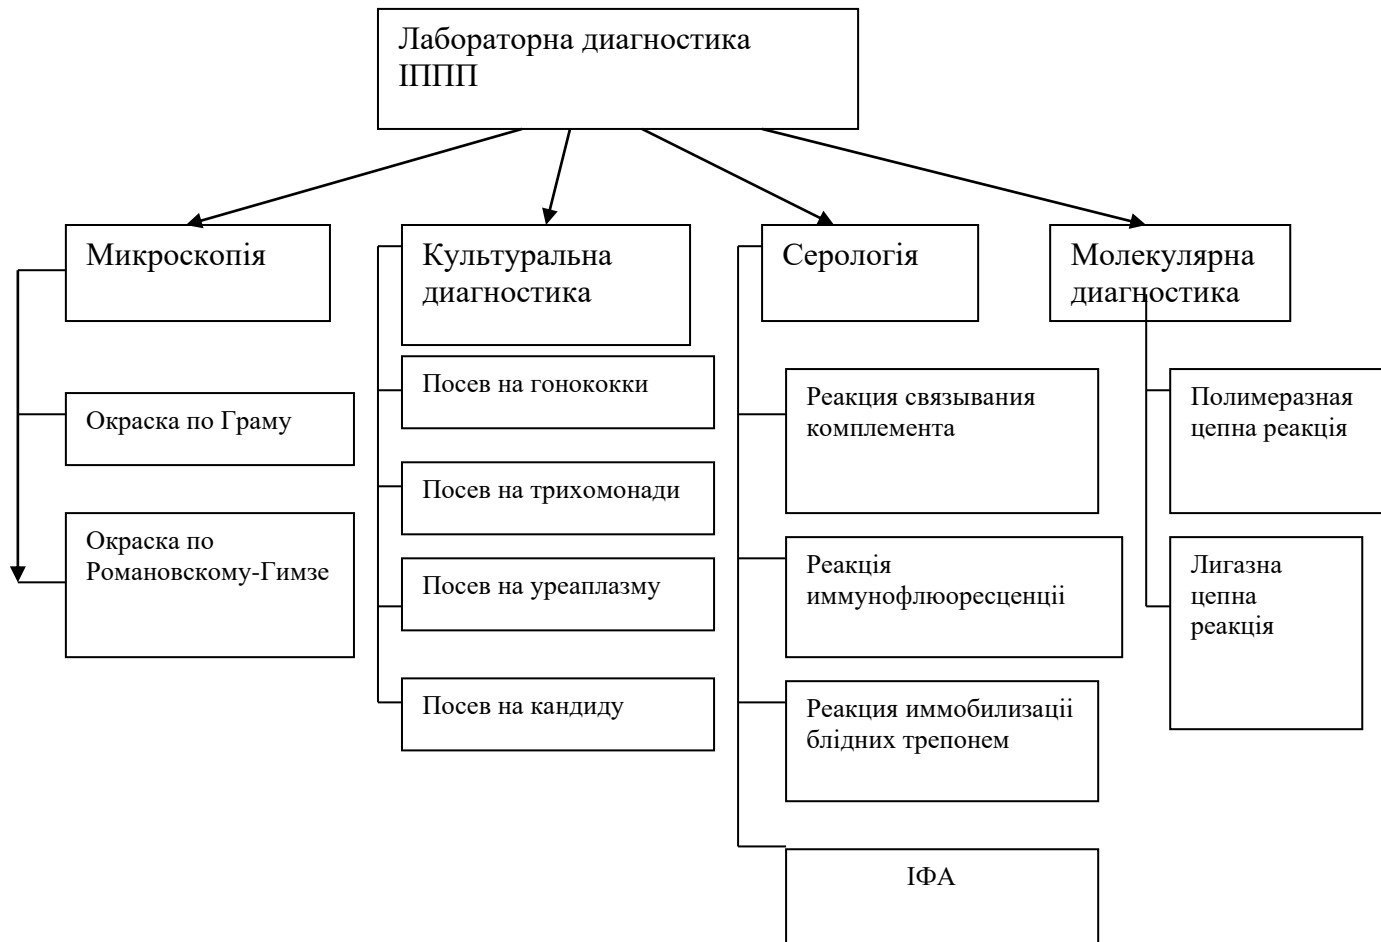 Лабораторна диагностика
ІППП
Микроскопія
Окраска по Граму
Окраска по
Романовскому-Гимзе
Культуральна
диагностика
Посев на гонококки
Посев на трихомонади
Посев на уреаплазму
Посев на кандиду
Серологія
Реакция связывания
комплемента
Реакція
иммунофлюоресценціі
Реакция иммобилизаціі
блідних трепонем
ІФА
Молекулярна
диагностика
Полимеразная
цепна реакція
Лигазна
цепна
реакція